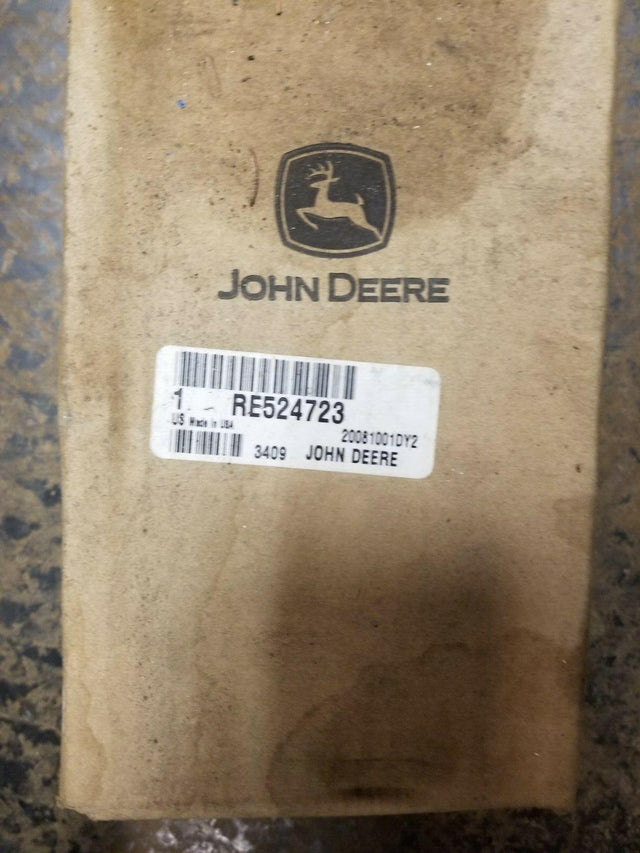 JOHN DEERE
1 RE524723
US Made in USA
20081001DY2
3409 JOHN DEERE